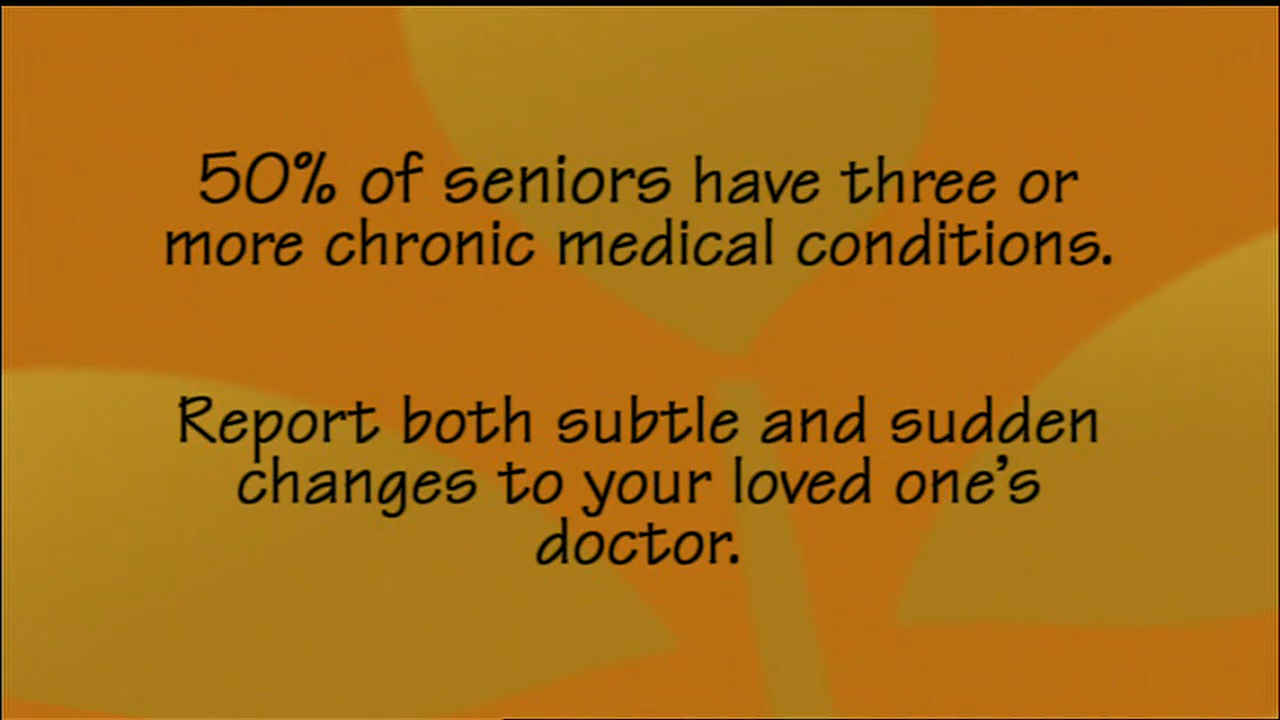 50% of seniors have three or
more chronic medical conditions.
Report both subtle and sudden
changes to your loved one's
doctor.